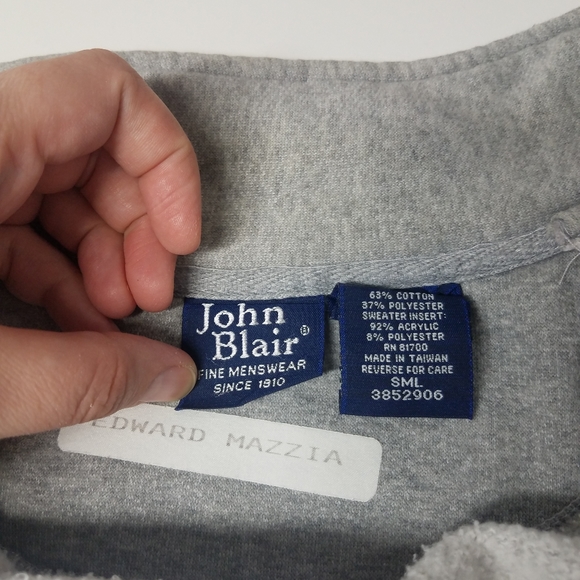 John
Blair®
FINE MENSWEAR
SINCE 1910
63% COTTON
37% POLYESTER
SWEATER INSERT:
92% ACRYLIC
8% POLYESTER
RN 81700
MADE IN TAIWAN
REVERSE FOR CARE
SML
3852906
EDWARD MAZZIA